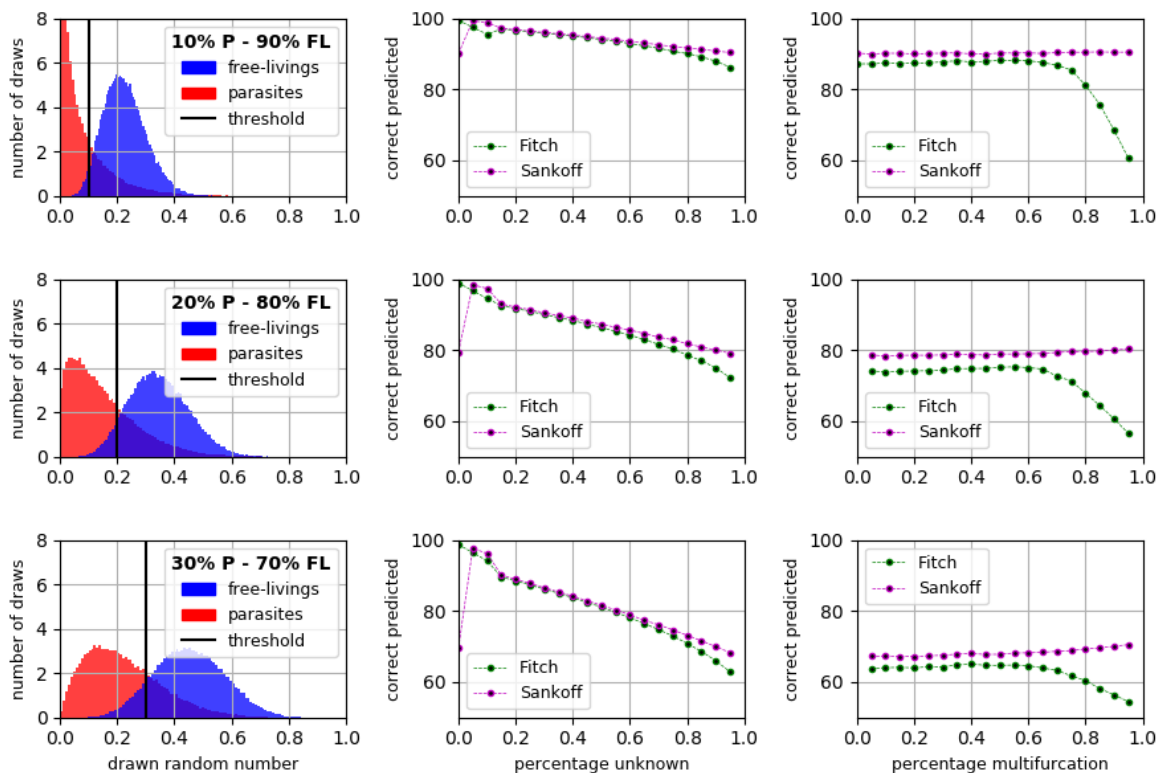 number of draws
8
6
4
2
0
10% P - 90% FL
free-livings
parasites
threshold
0.0 0.2 0.4 0.6 0.8 1.0
correct predicted
100
80
60
Fitch
Sankoff
0.0 0.2 0.4 0.6 0.8 1.0
correct predicted
100
80
60
Fitch
Sankoff
0.0 0.2 0.4 0.6 0.8 1.0
number of draws
8
6
4
2
0
20% P - 80% FL
free-livings
parasites
threshold
0.0 0.2 0.4 0.6 0.8 1.0
correct predicted
100
80
60
Fitch
Sankoff
0.0 0.2 0.4 0.6 0.8 1.0
correct predicted
100
80
60
Fitch
Sankoff
0.0 0.2 0.4 0.6 0.8 1.0
number of draws
8
6
4
2
0
30% P - 70% FL
free-livings
parasites
threshold
0.0 0.2 0.4 0.6 0.8 1.0
drawn random number
correct predicted
100
80
60
Fitch
Sankoff
0.0 0.2 0.4 0.6 0.8 1.0
percentage unknown
correct predicted
100
80
60
Fitch
Sankoff
0.0 0.2 0.4 0.6 0.8 1.0
percentage multifurcation